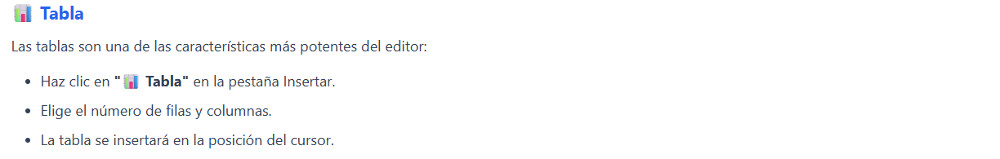 📊 Tabla
Las tablas son una de las características más potentes del editor:
• Haz clic en "📊 Tabla" en la pestaña Insertar.
• Elige el número de filas y columnas.
• La tabla se insertará en la posición del cursor.